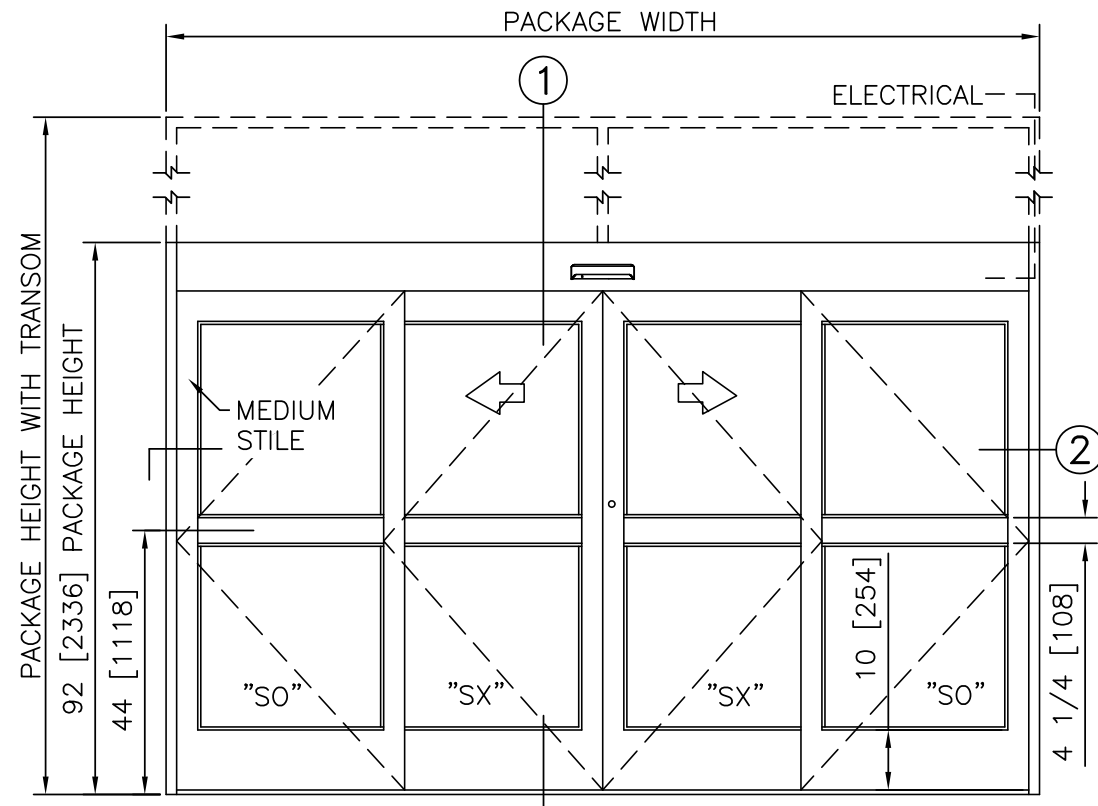 PACKAGE WIDTH
1
ELECTRICAL
PACKAGE HEIGHT WITH TRANSOM
92 [2336] PACKAGE HEIGHT
44 [1118]
MEDIUM
STILE
2
10 [254]
4 1/4 [108]
"SO"
"SX"
"SX"
"SO"